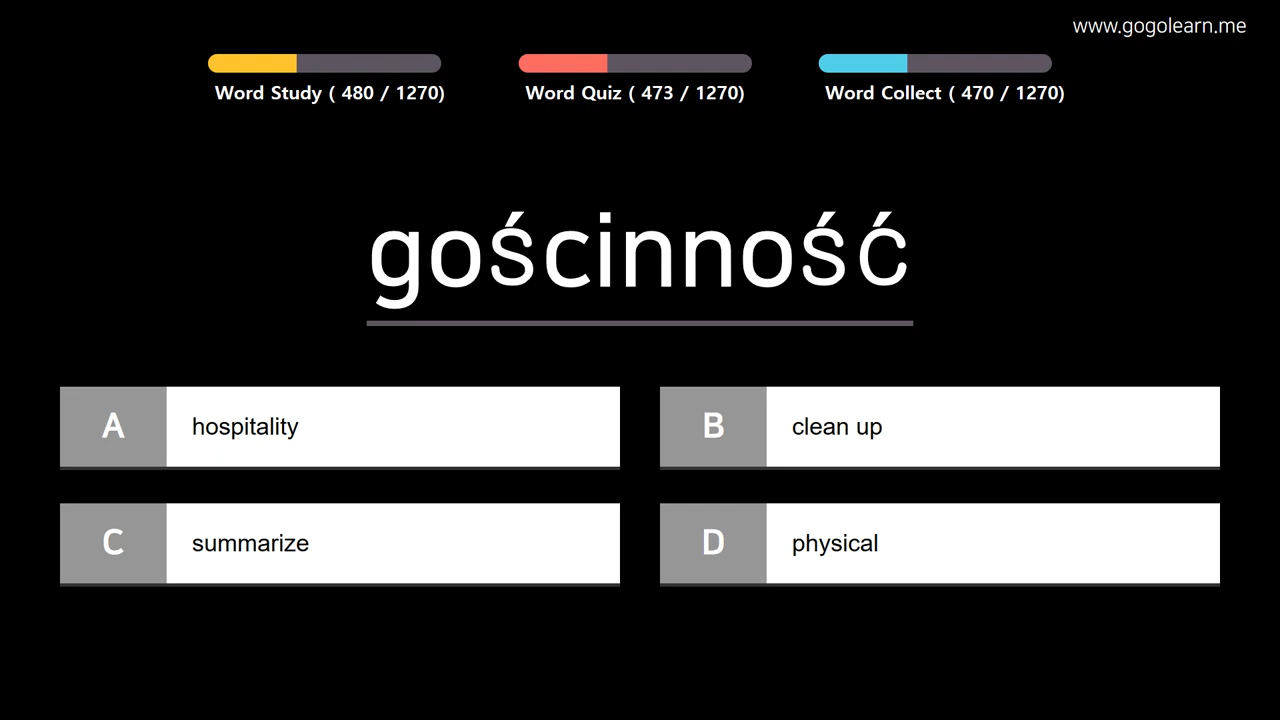 www.gogolearn.me
Word Study ( 480 / 1270)
Word Quiz ( 473 / 1270)
Word Collect ( 470 / 1270)
gościnność
A hospitality
B clean up
C summarize
D physical